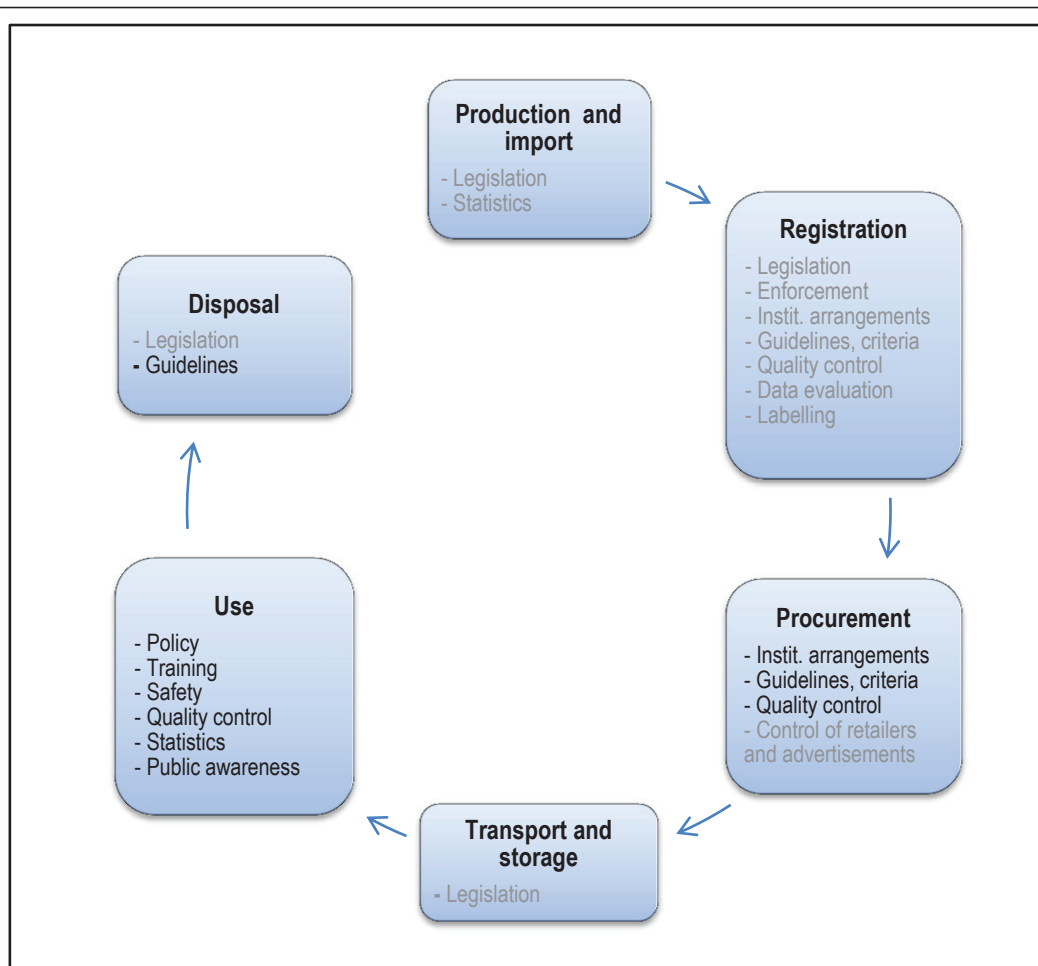 Production and
import
- Legislation
- Statistics
Registration
- Legislation
- Enforcement
- Instit. arrangements
- Guidelines, criteria
- Quality control
- Data evaluation
- Labelling
Procurement
- Instit. arrangements
- Guidelines, criteria
- Quality control
- Control of retailers
and advertisements
Transport and
storage
- Legislation
Use
- Policy
- Training
- Safety
- Quality control
- Statistics
- Public awareness
Disposal
- Legislation
- Guidelines